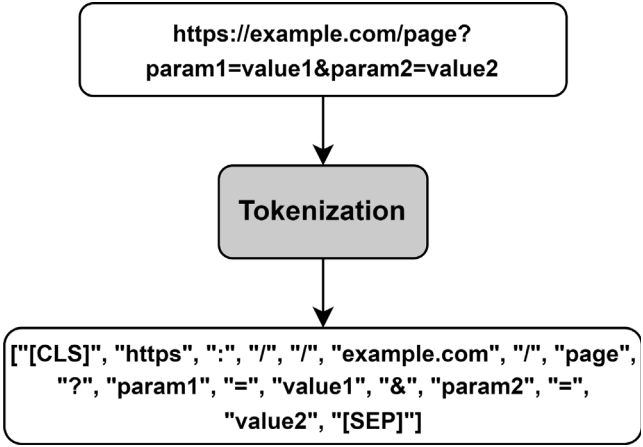 https://example.com/page?
param1=value1&param2=value2
Tokenization
["[CLS]", "https", ":", "/", "/", "example.com", "/", "page",
"?", "param1", "=", "value1", "&", "param2", "=",
"value2", "[SEP]"]